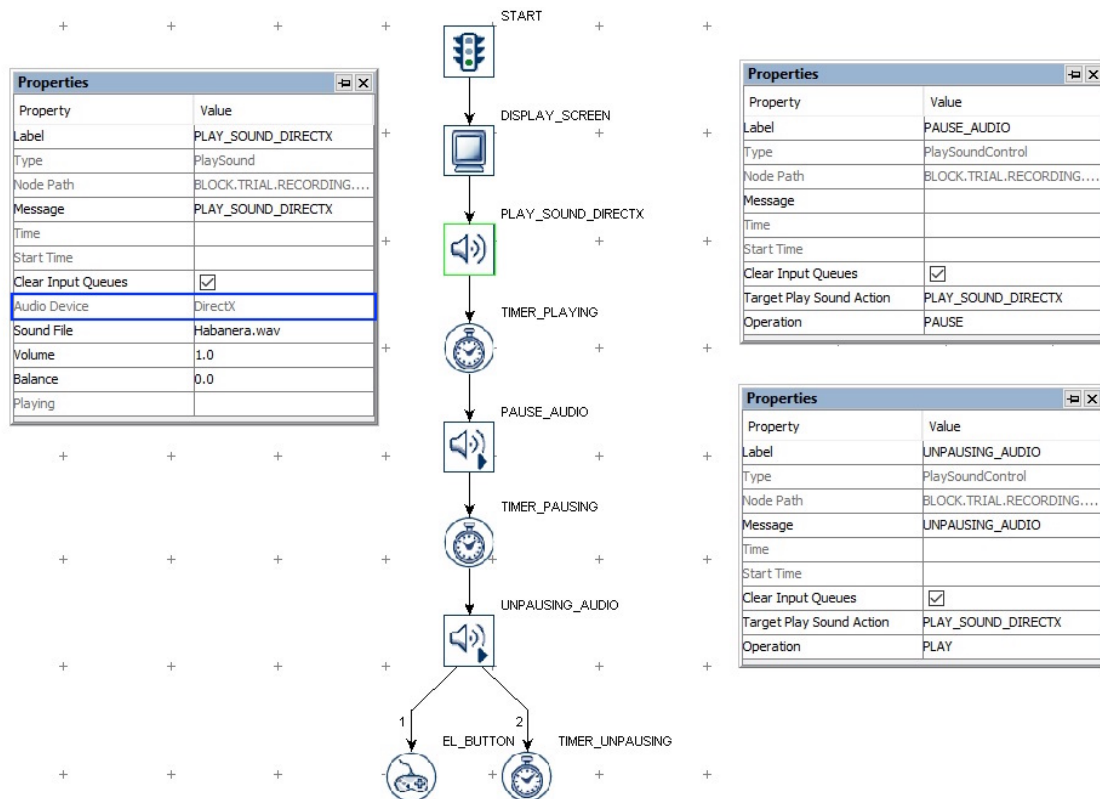 START
DISPLAY_SCREEN
PLAY_SOUND_DIRECTX
TIMER_PLAYING
PAUSE_AUDIO
TIMER_PAUSING
UNPAUSING_AUDIO
1
2
EL_BUTTON
TIMER_UNPAUSING
Properties
Property Value
Label PLAY_SOUND_DIRECTX
Type PlaySound
Node Path BLOCK.TRIAL.RECORDING....
Message PLAY_SOUND_DIRECTX
Time
Start Time
Clear Input Queues
Audio Device DirectX
Sound File Habanera.wav
Volume 1.0
Balance 0.0
Playing
Properties
Property Value
Label PAUSE_AUDIO
Type PlaySoundControl
Node Path BLOCK.TRIAL.RECORDING....
Message
Time
Start Time
Clear Input Queues
Target Play Sound Action PLAY_SOUND_DIRECTX
Operation PAUSE
Properties
Property Value
Label UNPAUSING_AUDIO
Type PlaySoundControl
Node Path BLOCK.TRIAL.RECORDING....
Message UNPAUSING_AUDIO
Time
Start Time
Clear Input Queues
Target Play Sound Action PLAY_SOUND_DIRECTX
Operation PLAY